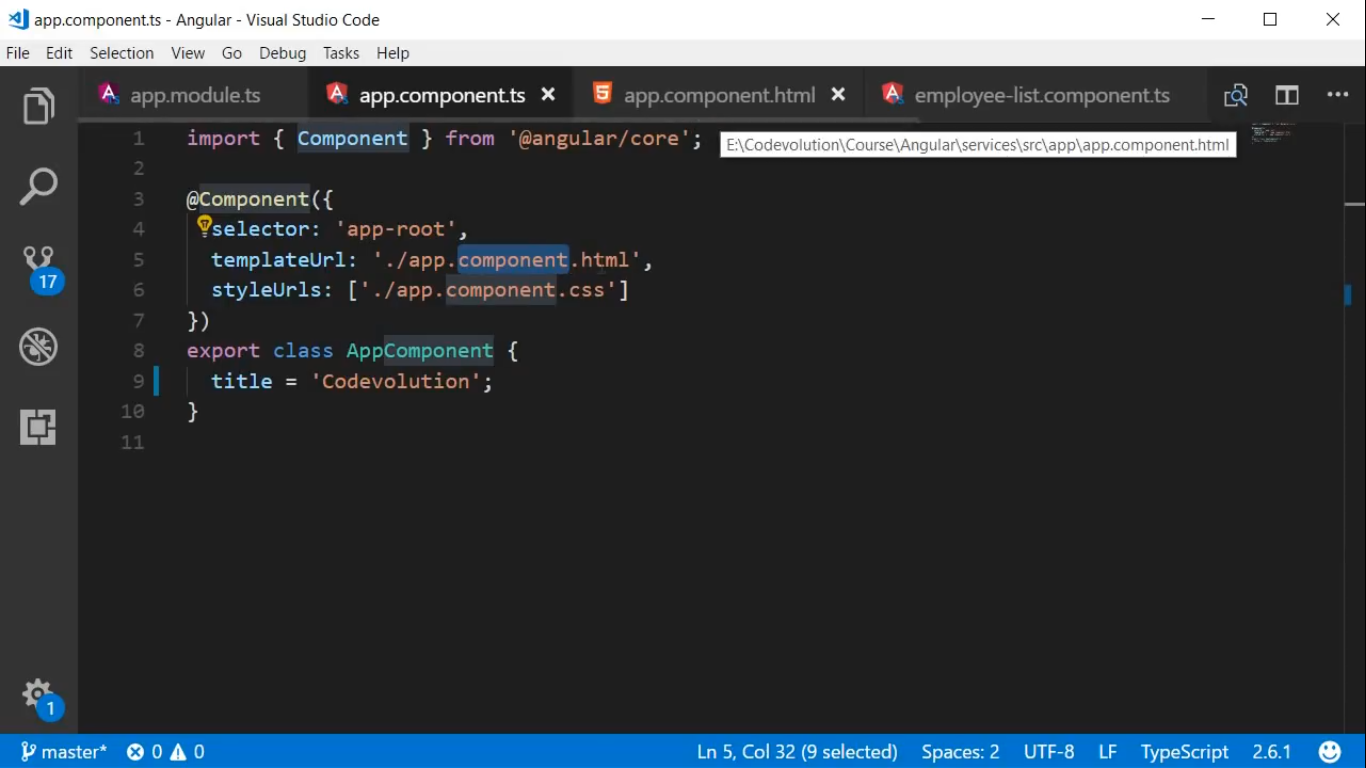 app.component.ts - Angular - Visual Studio Code
File Edit Selection View Go Debug Tasks Help
app.module.ts app.component.ts app.component.html employee-list.component.ts
1 import { Component } from '@angular/core';
E:\Codevolution\Course\Angular\services\src\app\app.component.html
2
3 @Component({
4 selector: 'app-root',
5 templateUrl: './app.component.html',
6 styleUrls: ['./app.component.css']
7 })
8 export class AppComponent {
9 title = 'Codevolution';
10 }
11
17
1
master* 0 0 Ln 5, Col 32 (9 selected) Spaces: 2 UTF-8 LF TypeScript 2.6.1